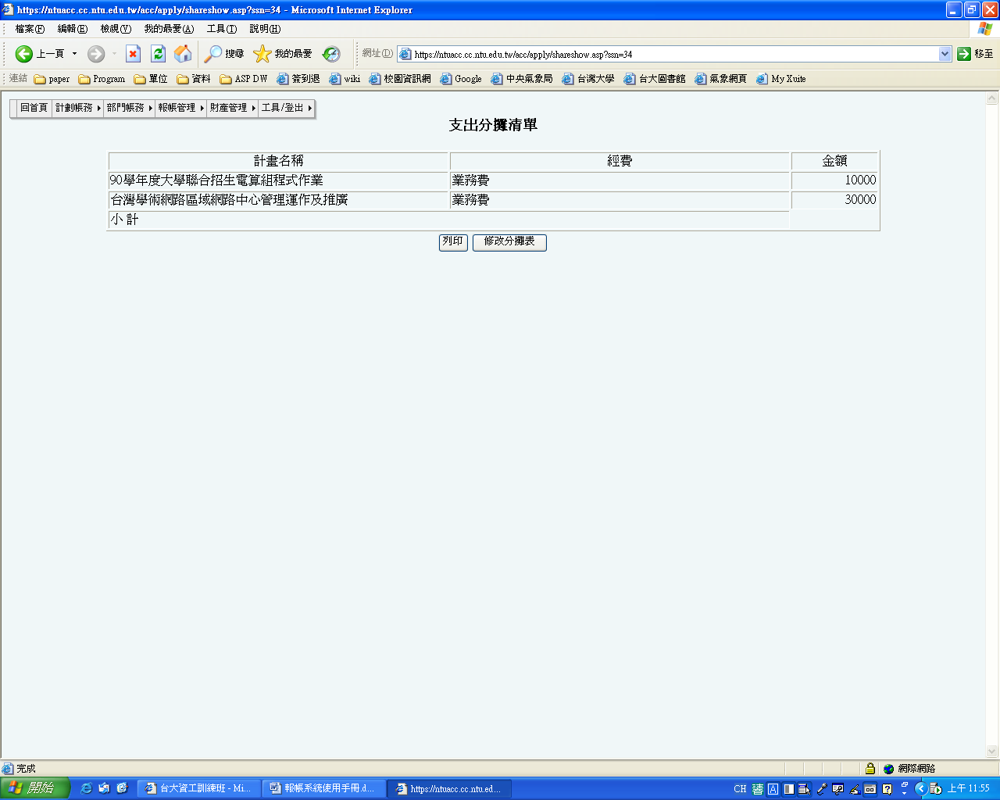 https://ntuacc.cc.ntu.edu.tw/acc/apply/shareshow.asp?ssn=34 - Microsoft Internet Explorer
檔案(F) 編輯(E) 檢視(V) 我的最愛(A) 工具(T) 說明(H)
上一頁 搜尋 我的最愛 網址(D) https://ntuacc.cc.ntu.edu.tw/acc/apply/shareshow.asp?ssn=34 移至
連結 paper Program 單位 資料 ASP DW 簽到退 wiki 校園資訊網 Google 中央氣象局 台灣大學 台大圖書館 氣象網頁 My Xuite
回首頁 計劃帳務 部門帳務 報帳管理 財產管理 工具/登出
支出分攤清單
計畫名稱 經費 金額
90學年度大學聯合招生電算組程式作業 業務費 10000
台灣學術網路區域網路中心管理運作及推廣 業務費 30000
小 計
列印 修改分攤表
完成 網際網路
開始 台大資工訓練班 - Mi... 報帳系統使用手冊.d... https://ntuacc.cc.ntu.ed... CH A 上午 11:55